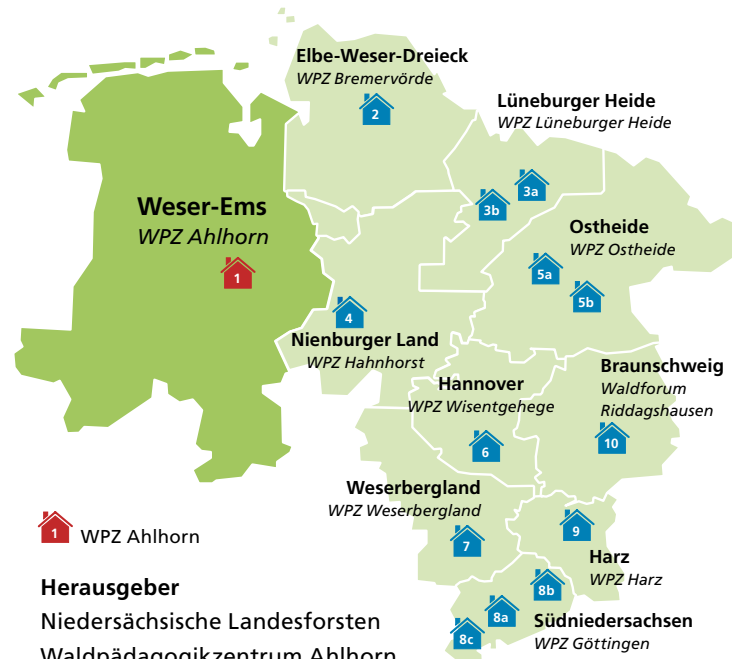 Elbe-Weser-Dreieck
WPZ Bremervörde
2
Lüneburger Heide
WPZ Lüneburger Heide
3a
3b
Weser-Ems
WPZ Ahlhorn
1
Ostheide
WPZ Ostheide
5a
5b
4
Nienburger Land
WPZ Hahnhorst
Hannover
WPZ Wisentgehege
6
Braunschweig
Waldforum
Riddagshausen
10
Weserbergland
WPZ Weserbergland
7
9
Harz
WPZ Harz
8b
8a
8c
Südniedersachsen
WPZ Göttingen
1 WPZ Ahlhorn
Herausgeber
Niedersächsische Landesforsten
Waldpädagogikzentrum Ahlhorn